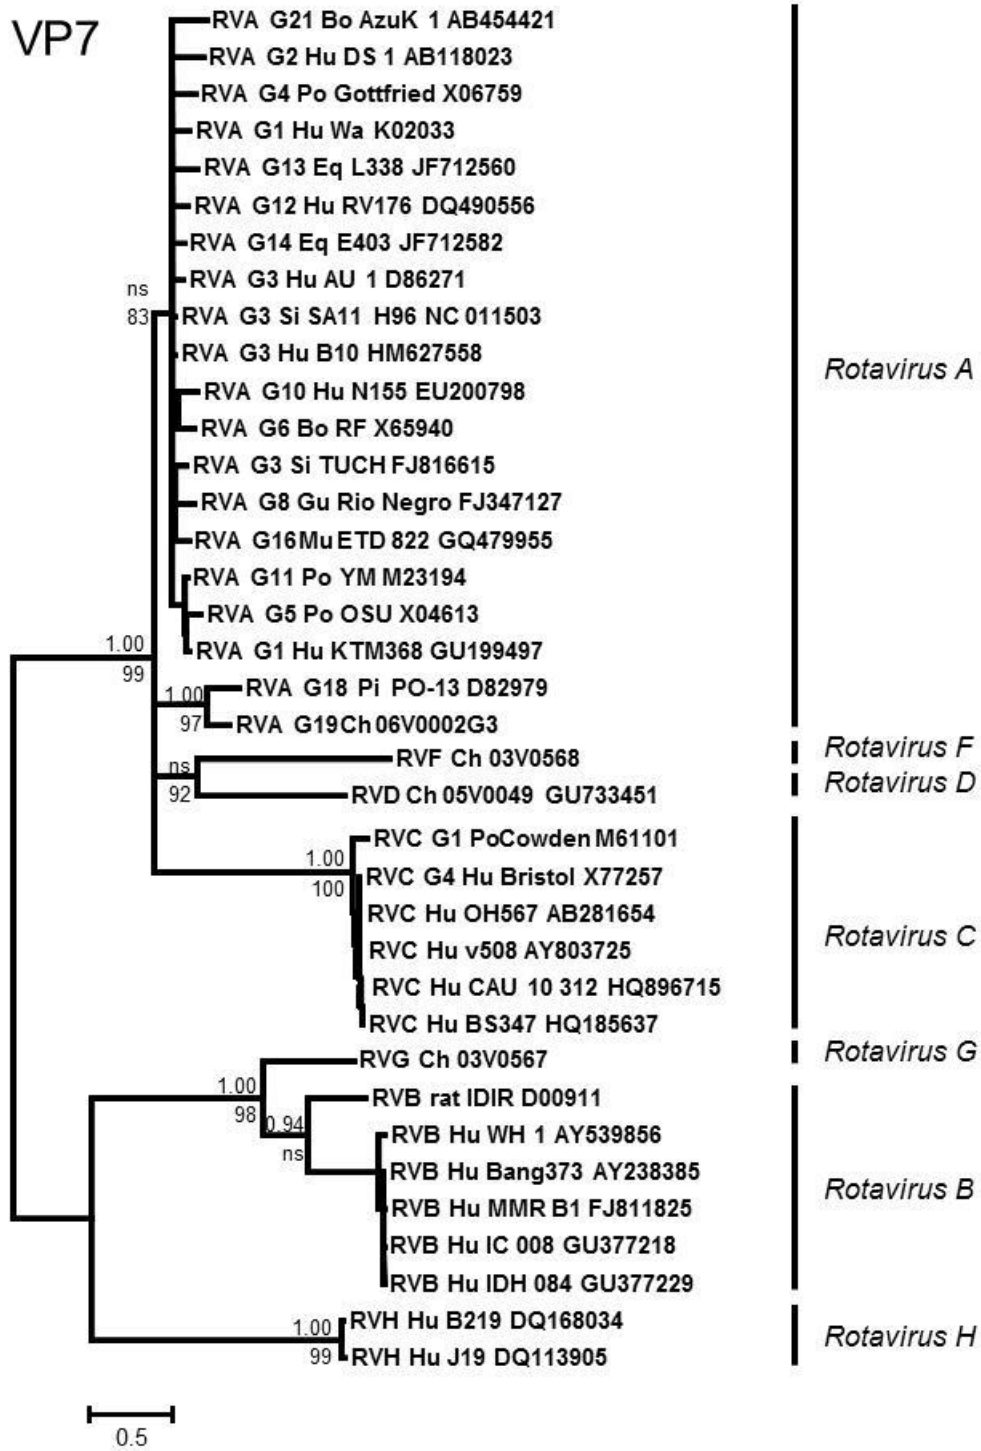 VP7
RVA G21 Bo AzuK 1 AB454421
RVA G2 Hu DS 1 AB118023
RVA G4 Po Gottfried X06759
RVA G1 Hu Wa K02033
RVA G13 Eq L338 JF712560
RVA G12 Hu RV176 DQ490556
RVA G14 Eq E403 JF712582
RVA G3 Hu AU 1 D86271
ns
83
RVA G3 Si SA11 H96 NC 011503
RVA G3 Hu B10 HM627558
Rotavirus A
RVA G10 Hu N155 EU200798
RVA G6 Bo RF X65940
RVA G3 Si TUCH FJ816615
RVA G8 Gu Rio Negro FJ347127
RVA G16MuETD 822 GQ479955
RVA G11 Po YM M23194
RVA G5 Po OSU X04613
RVA G1 Hu KTM368 GU199497
1.00
99
RVA G18 Pi PO-13 D82979
1.00
97
RVA G19Ch 06V0002G3
RVF Ch 03V0568
Rotavirus F
ns
92
RVD Ch 05V0049 GU733451
Rotavirus D
RVC G1 PoCowden M61101
1.00
100
RVC G4 Hu Bristol X77257
RVC Hu OH567 AB281654
Rotavirus C
RVC Hu v508 AY803725
RVC Hu CAU 10 312 HQ896715
RVC Hu BS347 HQ185637
RVG Ch 03V0567
Rotavirus G
1.00
98
RVB rat IDIR D00911
0.94
ns
RVB Hu WH 1 AY539856
RVB Hu Bang373 AY238385
Rotavirus B
RVB Hu MMR B1 FJ811825
RVB Hu IC 008 GU377218
RVB Hu IDH 084 GU377229
RVH Hu B219 DQ168034
1.00
99
Rotavirus H
RVH Hu J19 DQ113905
0.5